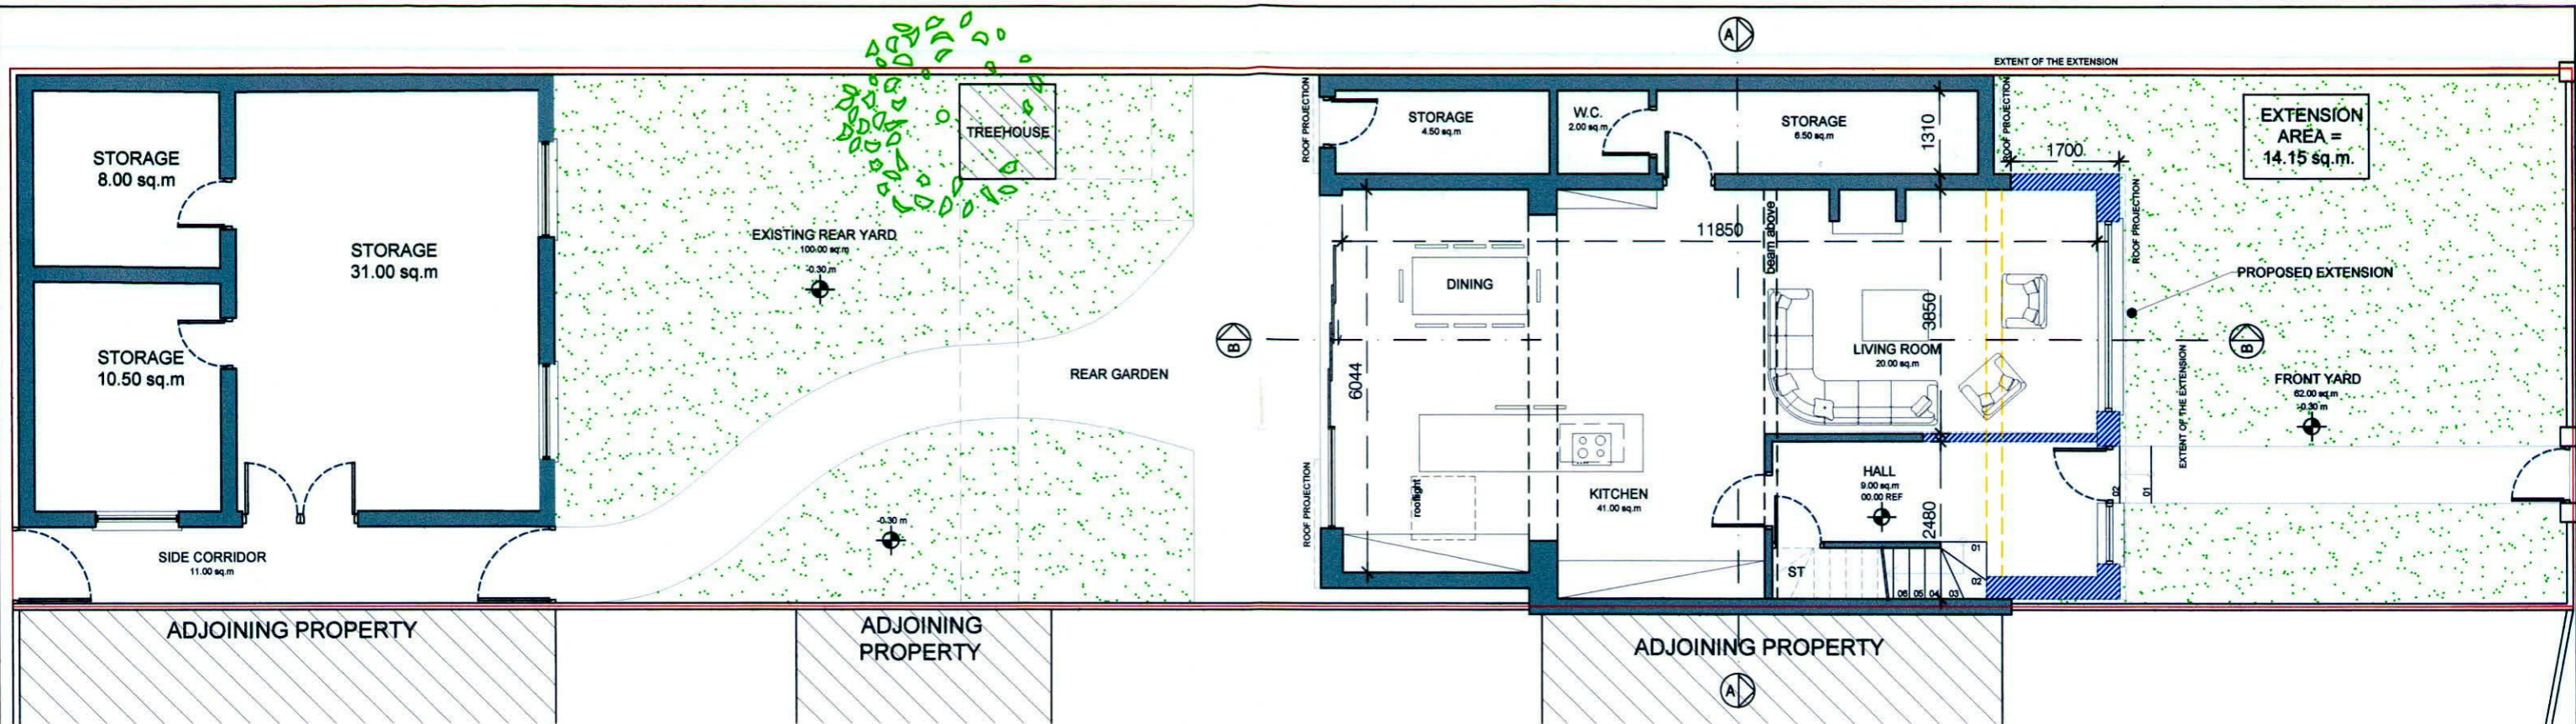 A
EXTENT OF THE EXTENSION
STORAGE
8.00 sq.m
STORAGE
31.00 sq.m
STORAGE
10.50 sq.m
SIDE CORRIDOR
11.00 sq.m
TREEHOUSE
EXISTING REAR YARD
100.00 sq.m
-0.30 m
REAR GARDEN
-0.30 m
ROOF PROJECTION
ROOF PROJECTION
B
STORAGE
4.50 sq.m
W.C.
2.00 sq.m
STORAGE
6.50 sq.m
1310
ROOF PROJECTION
1700
ROOF PROJECTION
EXTENSION
AREA =
14.15 sq.m.
11850
beam above
DINING
6044
3850
LIVING ROOM
20.00 sq.m
PROPOSED EXTENSION
B
EXTENT OF THE EXTENSION
FRONT YARD
62.00 sq.m
-0.30 m
rooflight
KITCHEN
41.00 sq.m
HALL
9.00 sq.m
00.00 REF
2480
02
01
ST
01
02
06 05 04 03
ADJOINING PROPERTY
ADJOINING
PROPERTY
ADJOINING PROPERTY
A